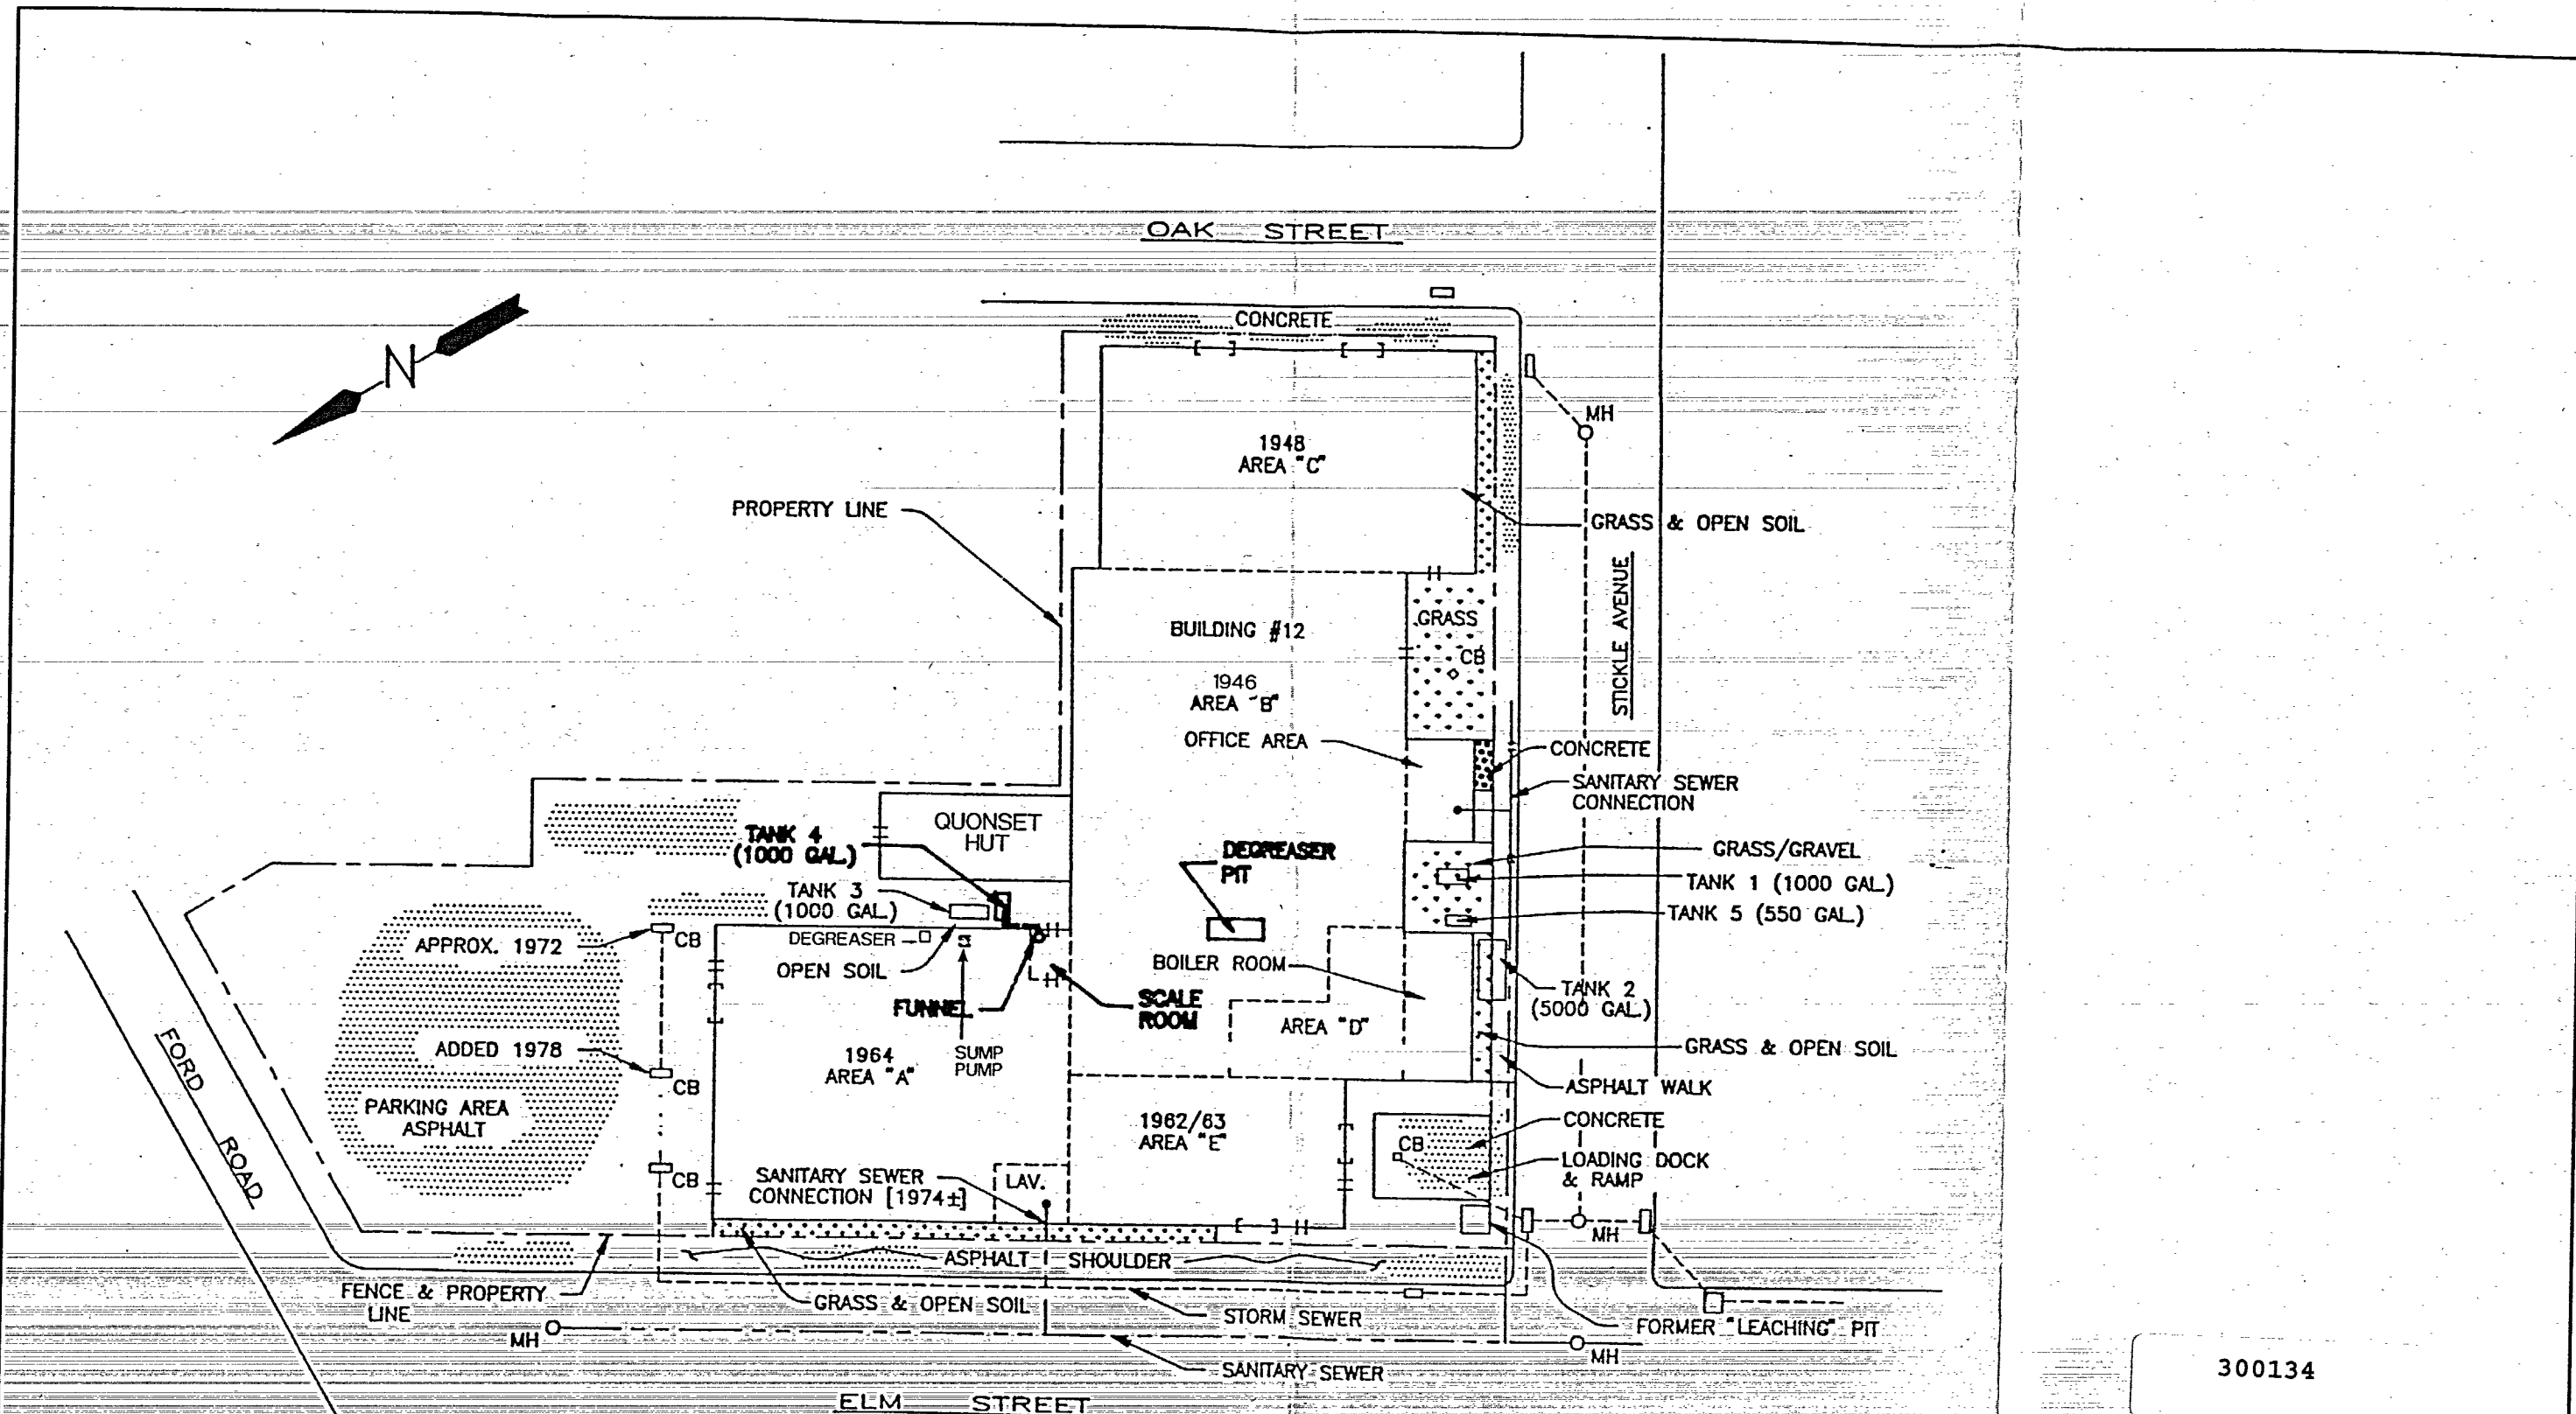 OAK STREET
CONCRETE
N
MH
1948
AREA "C"
PROPERTY LINE
GRASS & OPEN SOIL
STICKLE AVENUE
GRASS
BUILDING #12
CB
1946
AREA "B"
OFFICE AREA
CONCRETE
SANITARY SEWER
CONNECTION
QUONSET
HUT
TANK 4
(1000 GAL.)
DEGREASER
PIT
GRASS/GRAVEL
TANK 1 (1000 GAL.)
TANK 3
(1000 GAL.)
TANK 5 (550 GAL.)
APPROX. 1972
CB
DEGREASER
OPEN SOIL
BOILER ROOM
TANK 2
(5000 GAL.)
FUNNEL
SCALE
ROOM
AREA "D"
ADDED 1978
1964
AREA "A"
SUMP
PUMP
GRASS & OPEN SOIL
CB
ASPHALT WALK
PARKING AREA
ASPHALT
1962/63
AREA "E"
CONCRETE
CB
LOADING DOCK
& RAMP
FORD ROAD
CB
SANITARY SEWER
CONNECTION [1974±]
LAV.
MH
ASPHALT SHOULDER
FENCE & PROPERTY
LINE
GRASS & OPEN SOIL
STORM SEWER
FORMER "LEACHING" PIT
MH
MH
SANITARY SEWER
300134
ELM STREET